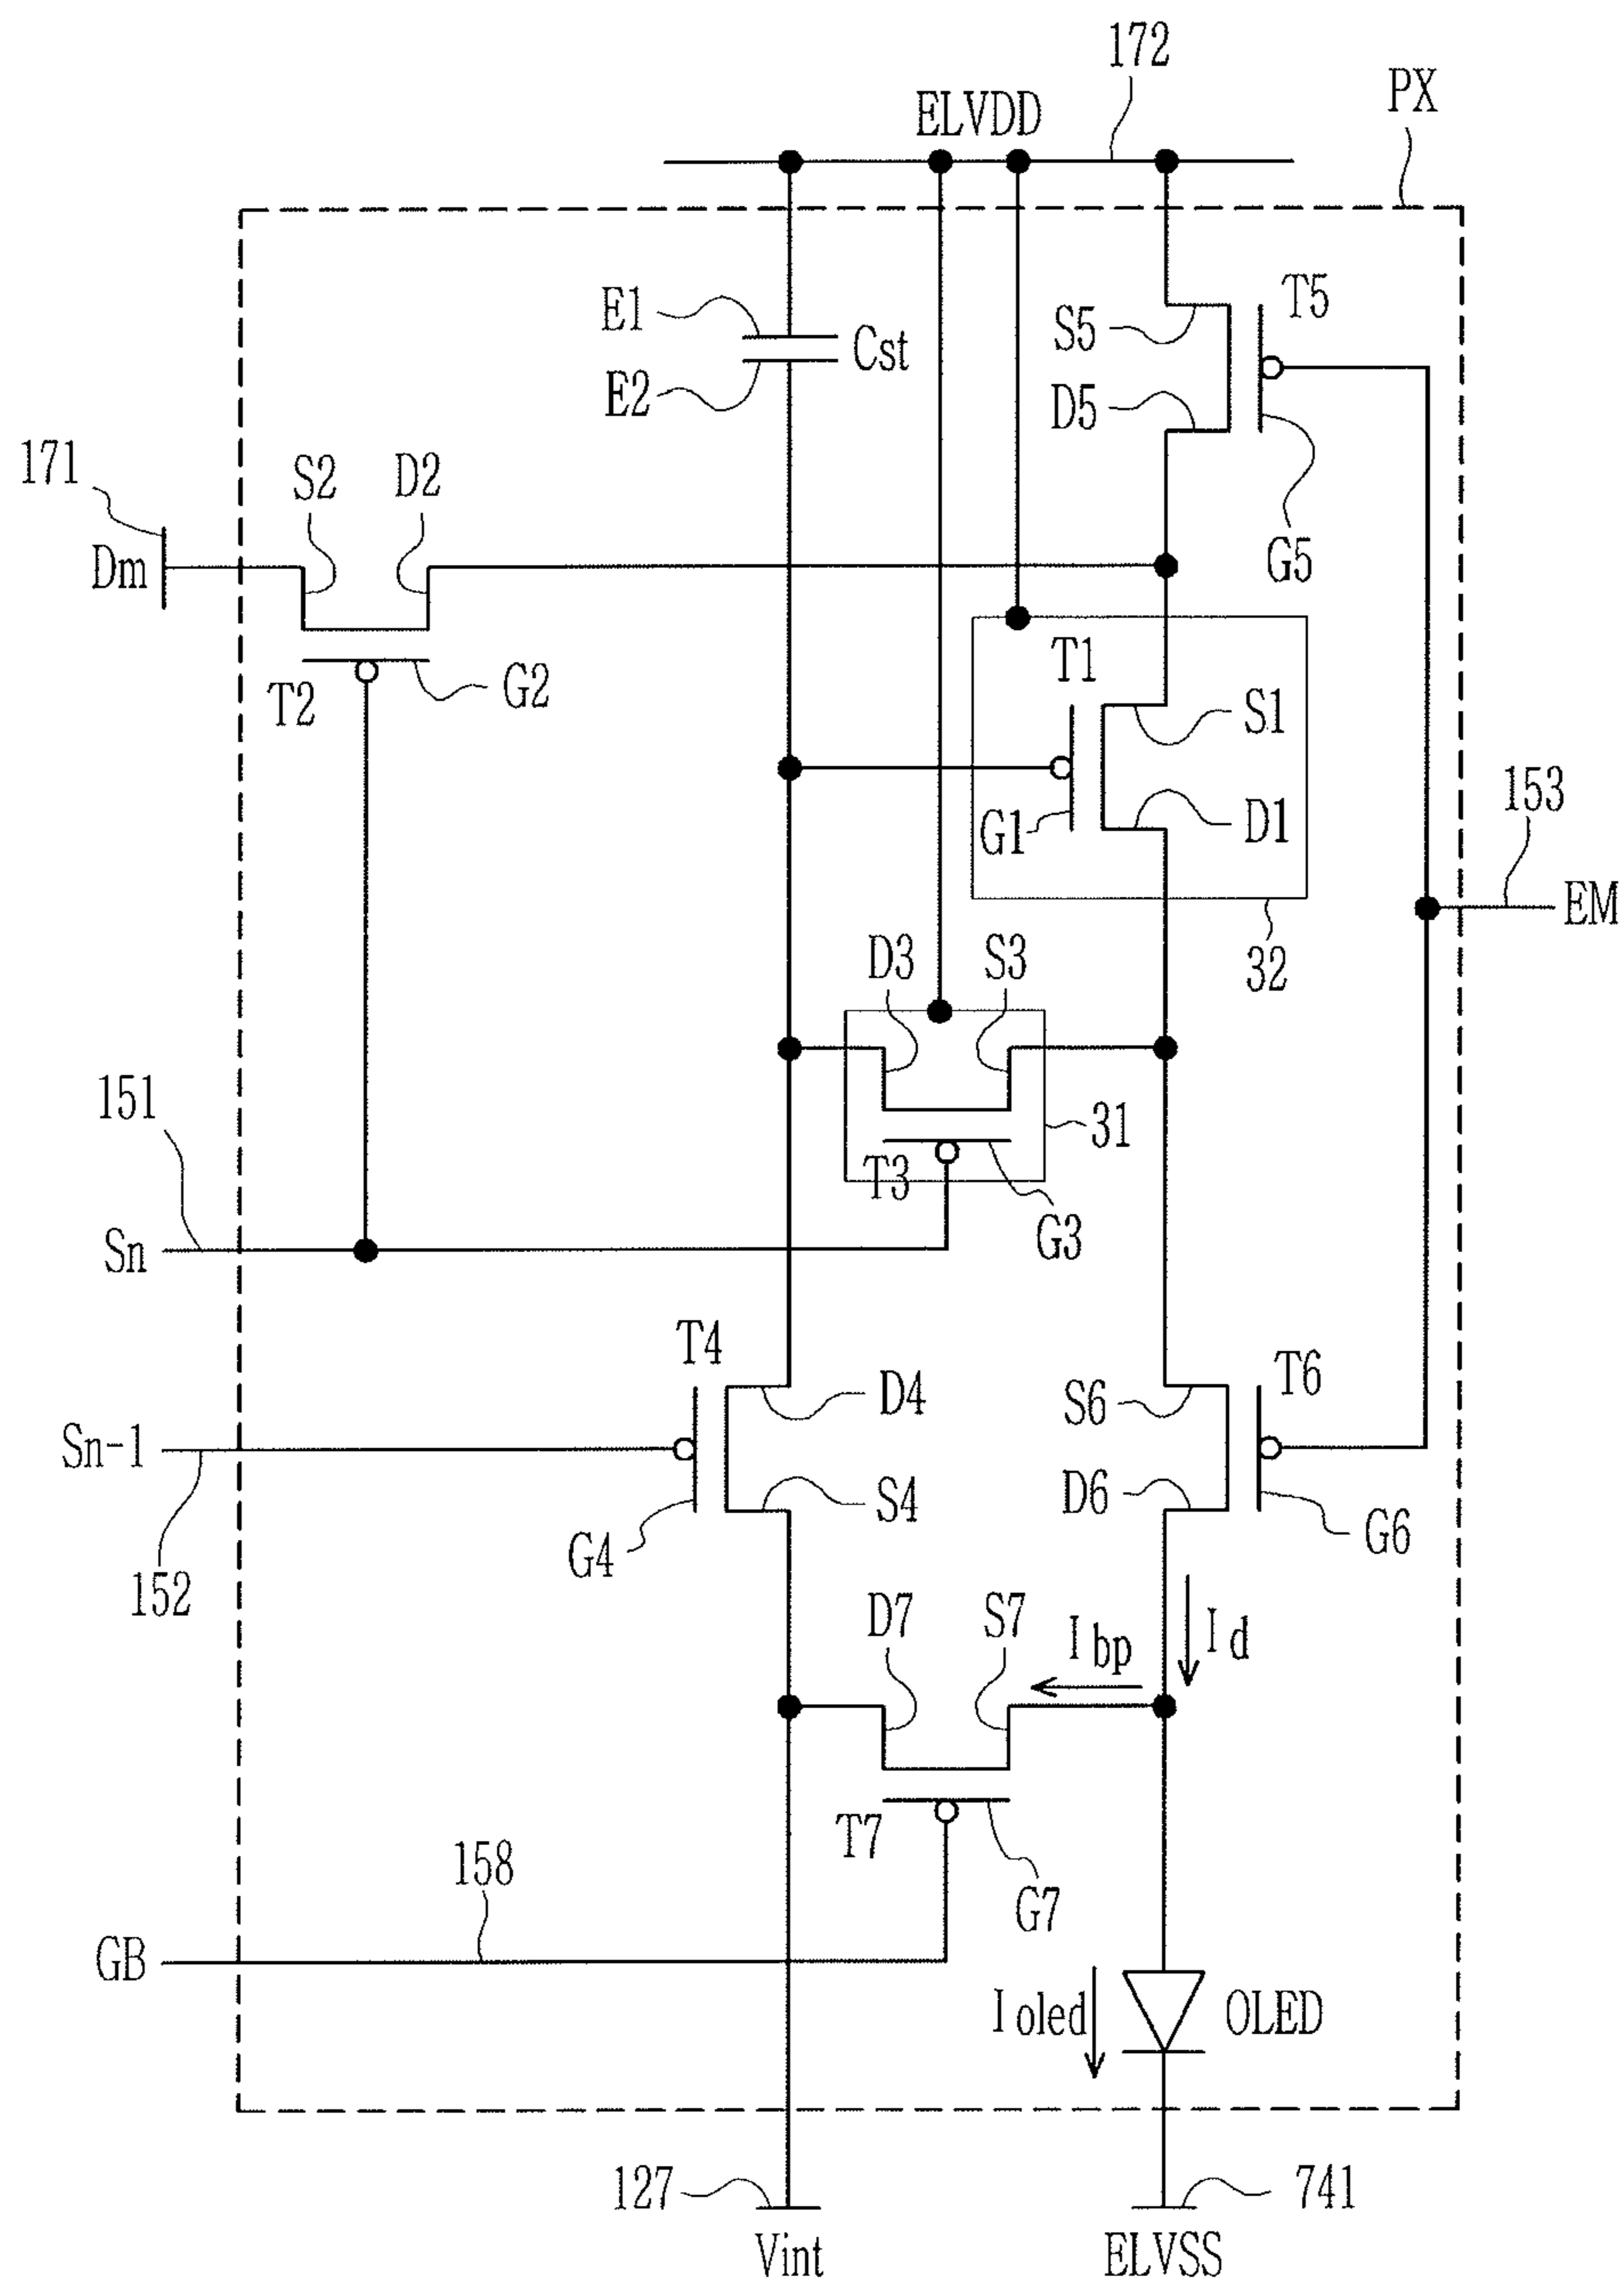 172
ELVDD
PX
E1
Cst
E2
T5
S5
D5
G5
171
S2
D2
Dm
T2
G2
T1
S1
G1
D1
153
EM
32
D3
S3
151
31
T3
G3
Sn
T4
D4
S6
T6
Sn-1
S4
D6
G4
G6
152
D7
S7
I bp
I d
T7
158
G7
GB
I oled
OLED
127
741
Vint
ELVSS